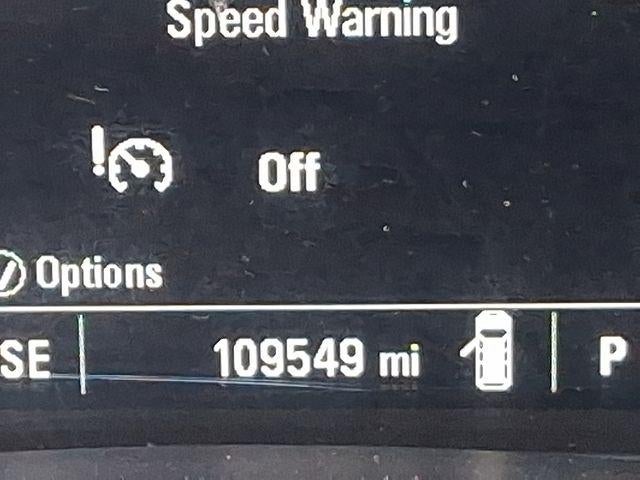 Speed Warning
Off
Options
SE
109549 mi
P